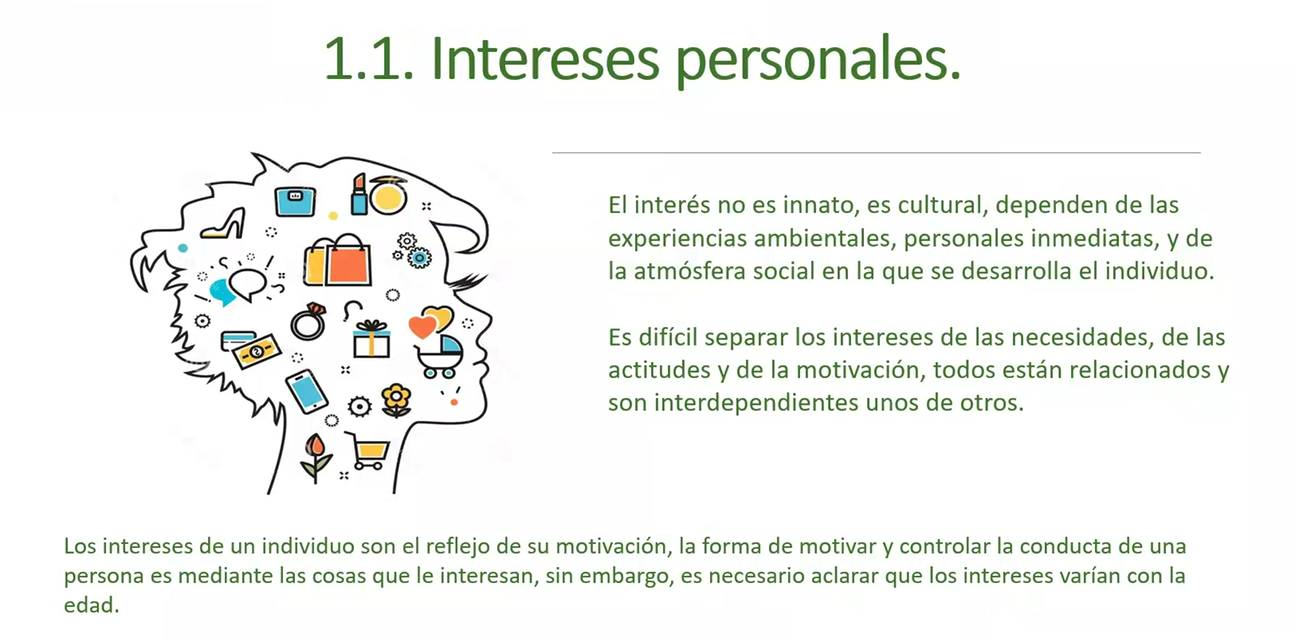 1.1. Intereses personales.
El interés no es innato, es cultural, dependen de las
experiencias ambientales, personales inmediatas, y de
la atmósfera social en la que se desarrolla el individuo.
Es difícil separar los intereses de las necesidades, de las
actitudes y de la motivación, todos están relacionados y
son interdependientes unos de otros.
Los intereses de un individuo son el reflejo de su motivación, la forma de motivar y controlar la conducta de una
persona es mediante las cosas que le interesan, sin embargo, es necesario aclarar que los intereses varían con la
edad.